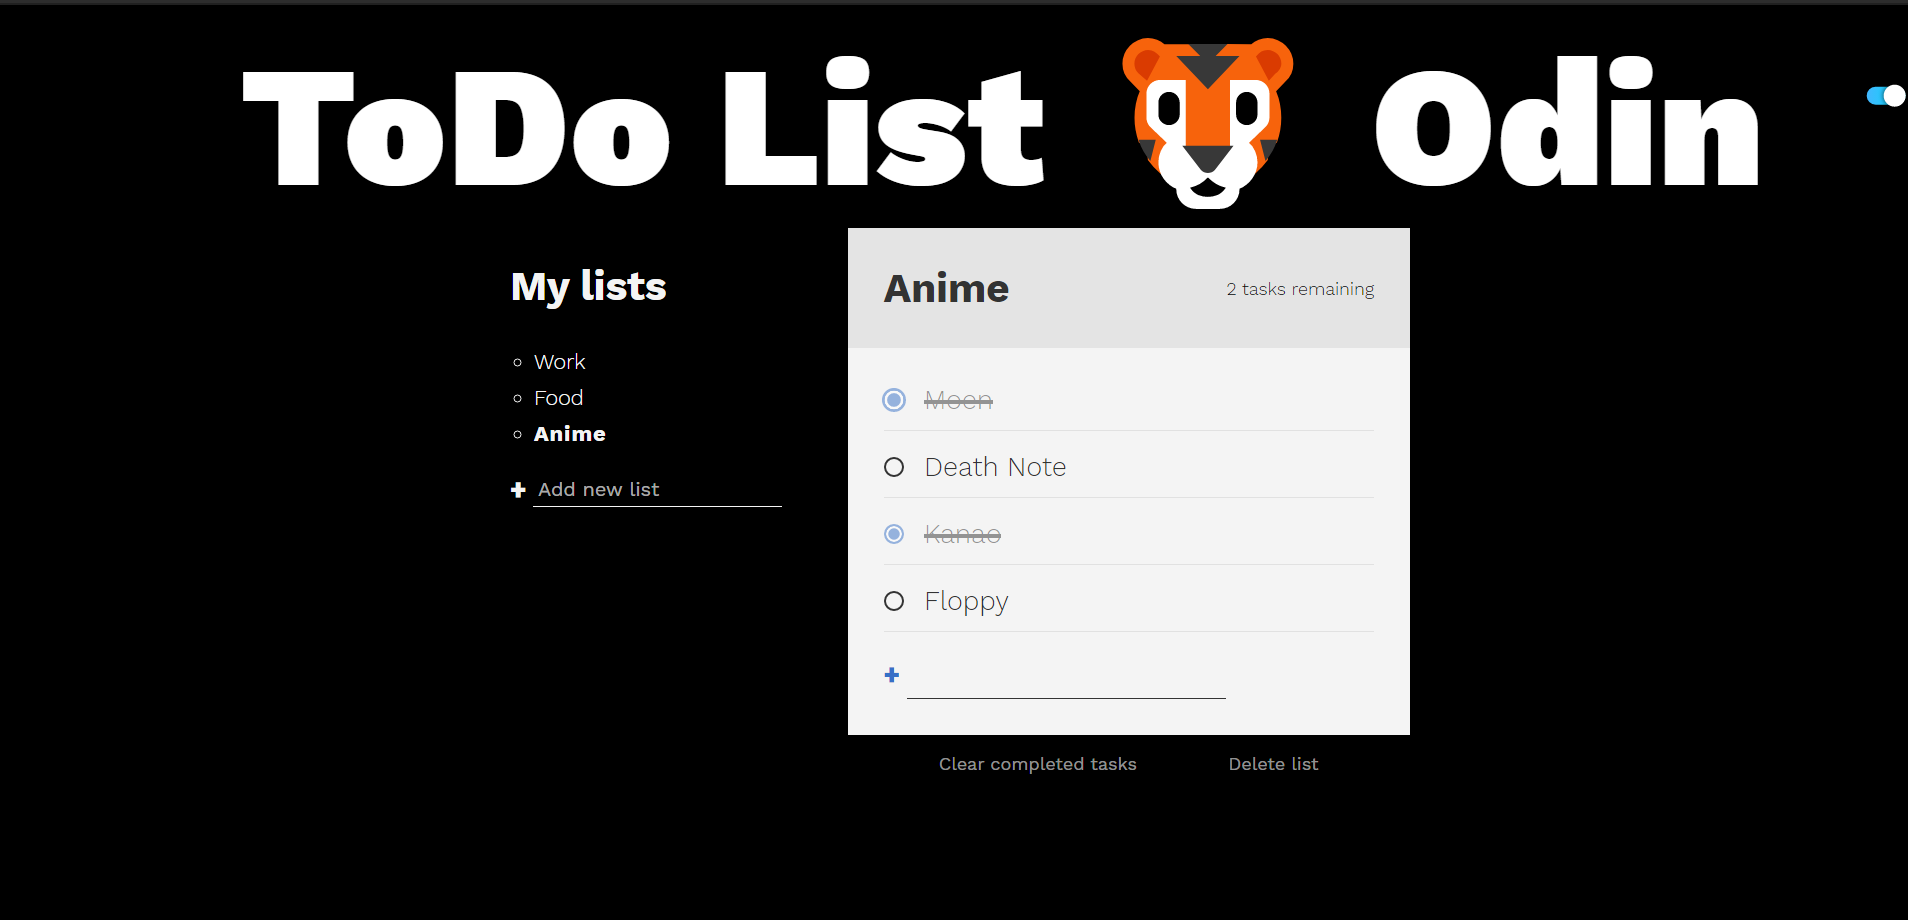 ToDo List Odin
My lists
Work
Food
Anime
+ Add new list
Anime
2 tasks remaining
Moen
Death Note
Kanao
Floppy
+
Clear completed tasks
Delete list